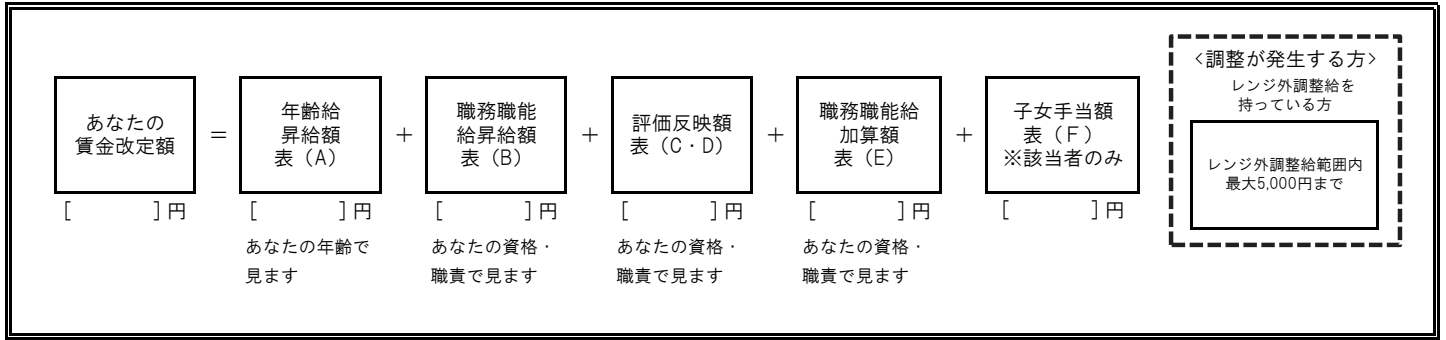 あなたの
賃金改定額
＝
年齢給
昇給額
表（A）
＋
職務職能
給昇給額
表（B）
＋
評価反映額
表（C・D）
＋
職務職能給
加算額
表（E）
＋
子女手当額
表（F）
※該当者のみ
<調整が発生する方>
レンジ外調整給を
持っている方
レンジ外調整給範囲内
最大5,000円まで
[　　　　]円
[　　　　]円
[　　　　]円
[　　　　]円
[　　　　]円
[　　　　]円
あなたの年齢で
見ます
あなたの資格・
職責で見ます
あなたの資格・
職責で見ます
あなたの資格・
職責で見ます